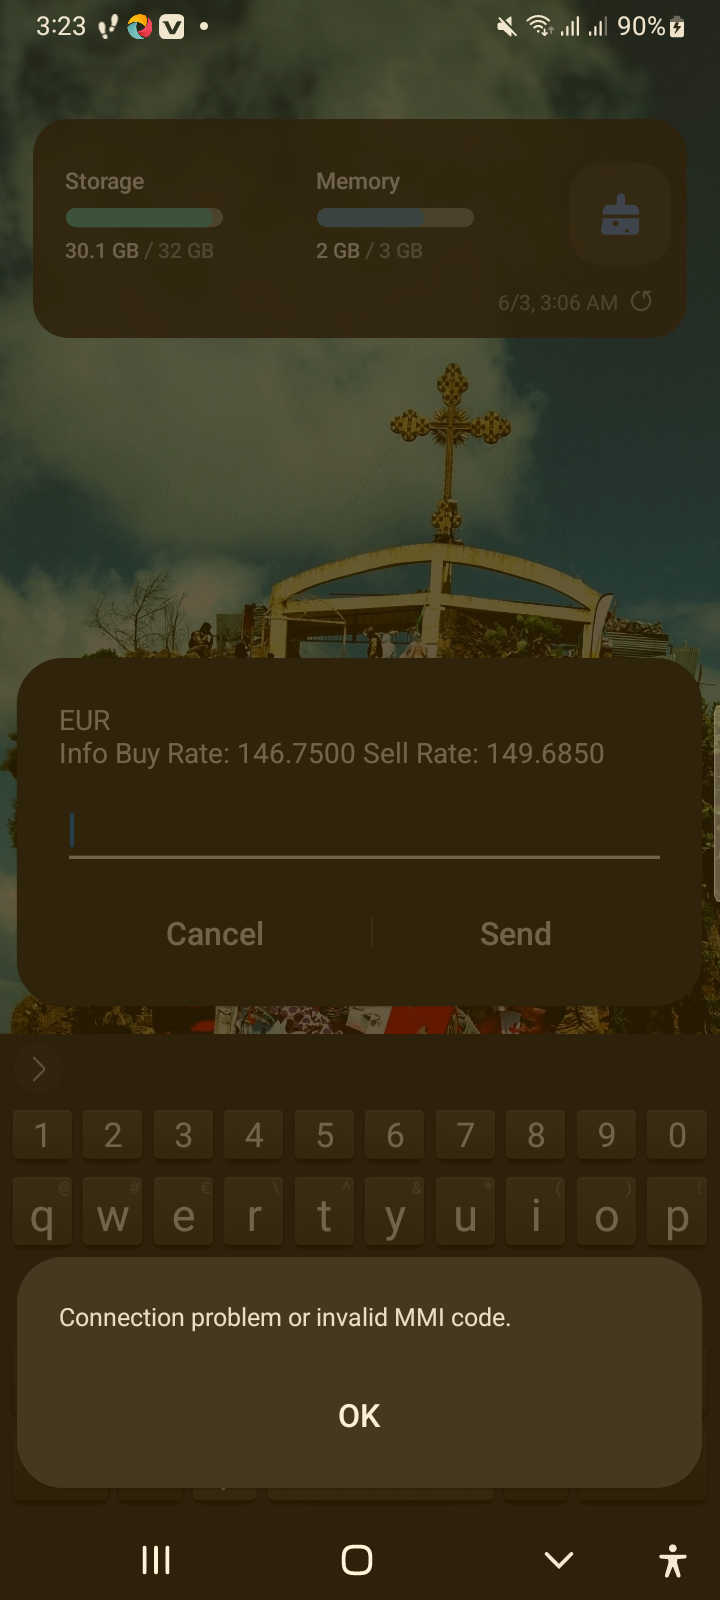 3:23
90%
Storage
Memory
30.1 GB / 32 GB
2 GB / 3 GB
6/3, 3:06 AM
EUR
Info Buy Rate: 146.7500 Sell Rate: 149.6850
Cancel
Send
1 2 3 4 5 6 7 8 9 0
@ # € \ ^ & * ( ) !
q w e r t y u i o p
Connection problem or invalid MMI code.
OK